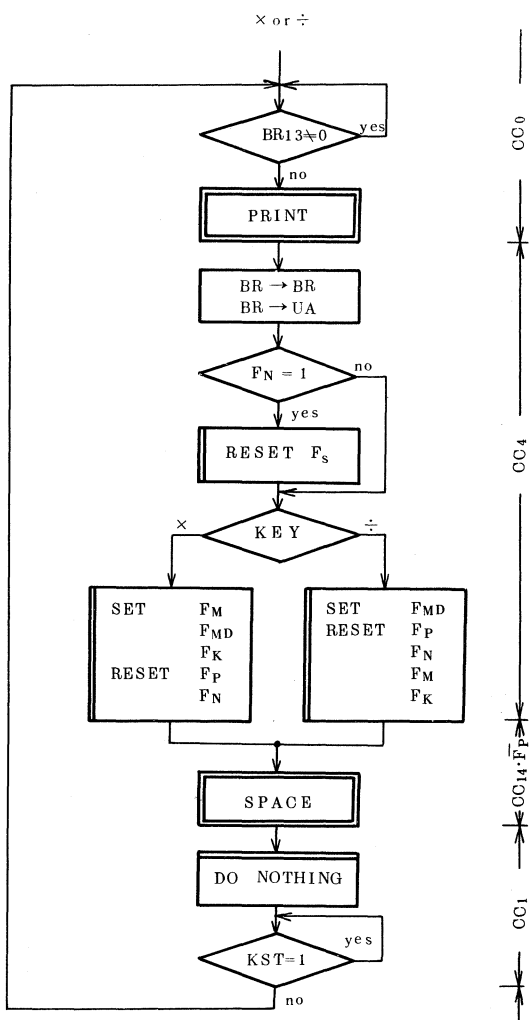 × or ÷
BR13≠0
yes
no
PRINT
BR → BR
BR → UA
FN = 1
no
yes
RESET Fs
KEY
×
÷
SET FM
FMD
FK
RESET FP
FN
SET FMD
RESET FP
FN
FM
FK
SPACE
DO NOTHING
KST=1
yes
no
CC0
CC4
CC14·F̅P
CC1